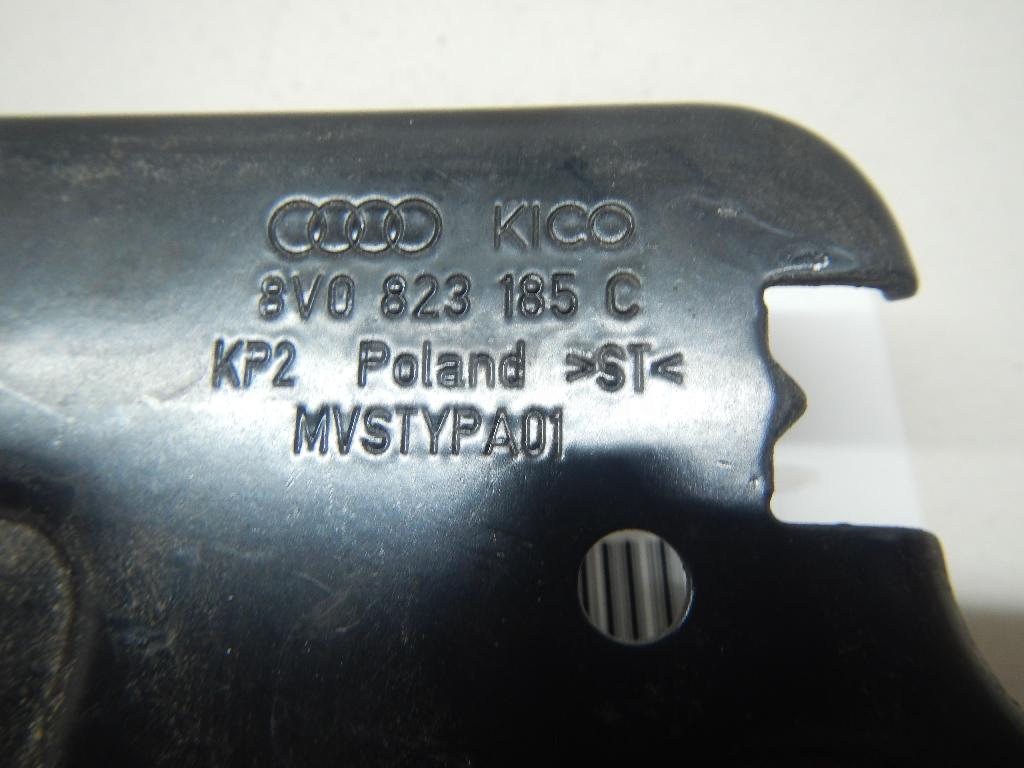 KICO
8V0 823 185 C
KP2 Poland >ST<
MVSTYPA01